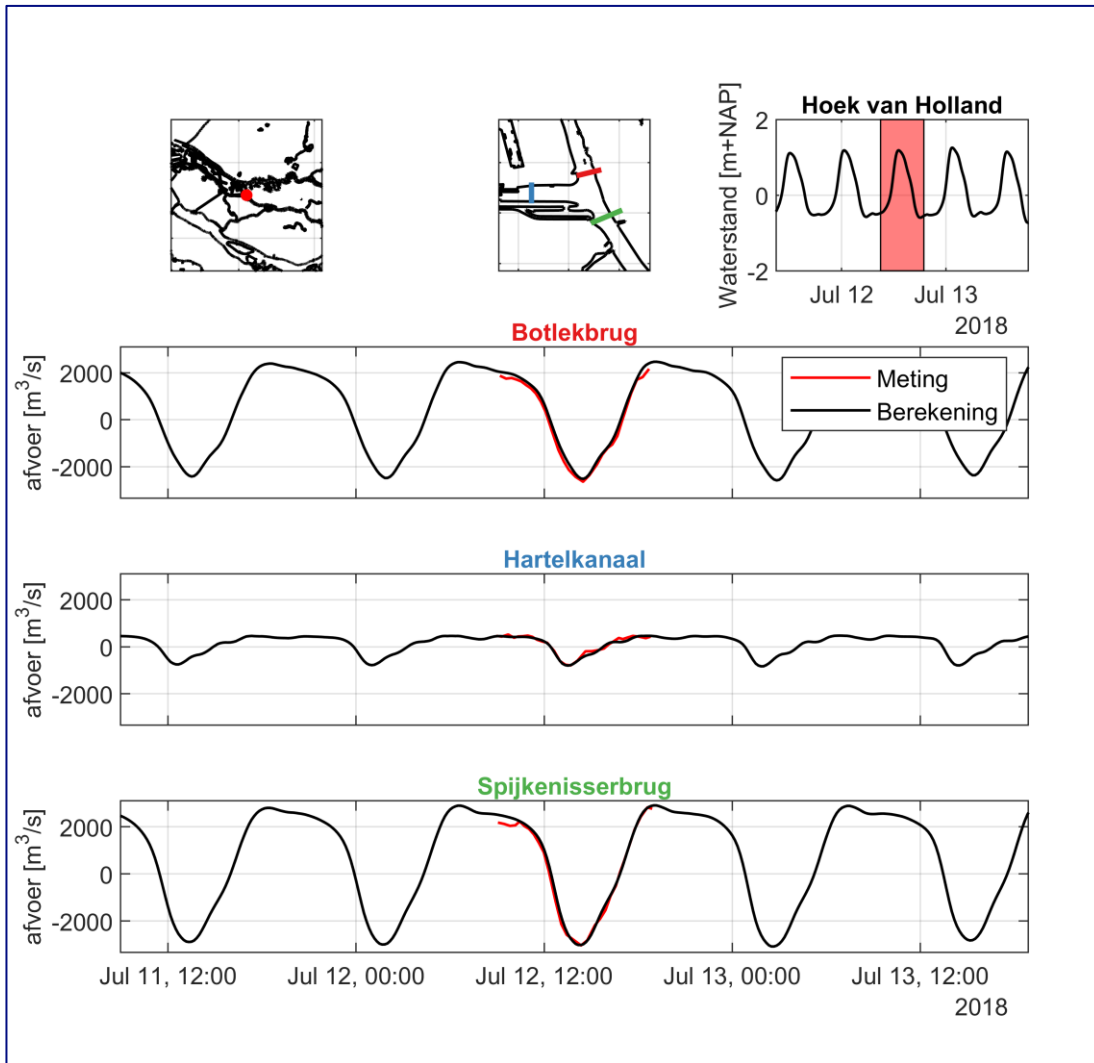 Hoek van Holland
Waterstand [m+NAP]
2
0
-2
Jul 12
Jul 13
2018
Botlekbrug
afvoer [m³/s]
2000
0
-2000
Meting
Berekening
Hartelkanaal
afvoer [m³/s]
2000
0
-2000
Spijkenisserbrug
afvoer [m³/s]
2000
0
-2000
Jul 11, 12:00
Jul 12, 00:00
Jul 12, 12:00
Jul 13, 00:00
Jul 13, 12:00
2018